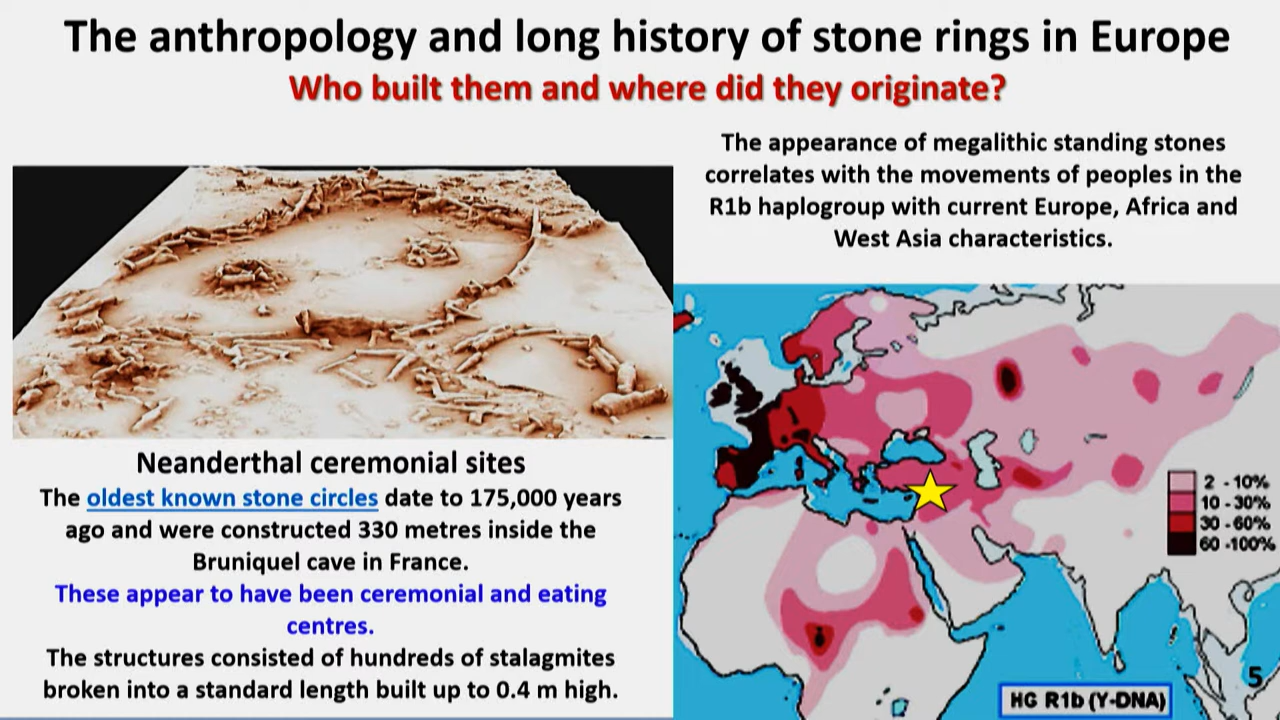 The anthropology and long history of stone rings in Europe
Who built them and where did they originate?
The appearance of megalithic standing stones
correlates with the movements of peoples in the
R1b haplogroup with current Europe, Africa and
West Asia characteristics.
Neanderthal ceremonial sites
The oldest known stone circles date to 175,000 years
ago and were constructed 330 metres inside the
Bruniquel cave in France.
These appear to have been ceremonial and eating
centres.
The structures consisted of hundreds of stalagmites
broken into a standard length built up to 0.4 m high.
2 - 10%
10 - 30%
30 - 60%
60 -100%
5
HG R1b (Y-DNA)